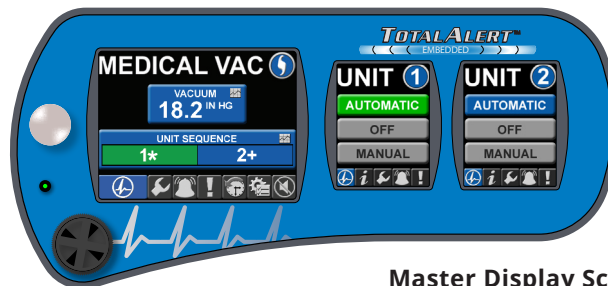 TOTALALERT™
EMBEDDED
MEDICAL VAC
VACUUM
18.2 IN HG
UNIT SEQUENCE
1* 2+
UNIT 1
AUTOMATIC
OFF
MANUAL
i !
UNIT 2
AUTOMATIC
OFF
MANUAL
i !
!
Master Display Sc